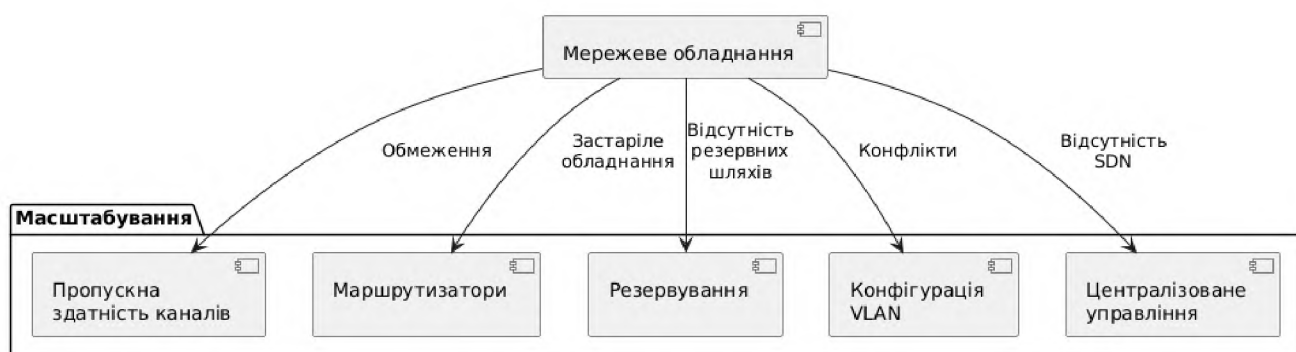 Мережеве обладнання
Обмеження
Застаріле
обладнання
Відсутність
резервних
шляхів
Конфлікти
Відсутність
SDN
Масштабування
Пропускна
здатність каналів
Маршрутизатори
Резервування
Конфігурація
VLAN
Централізоване
управління